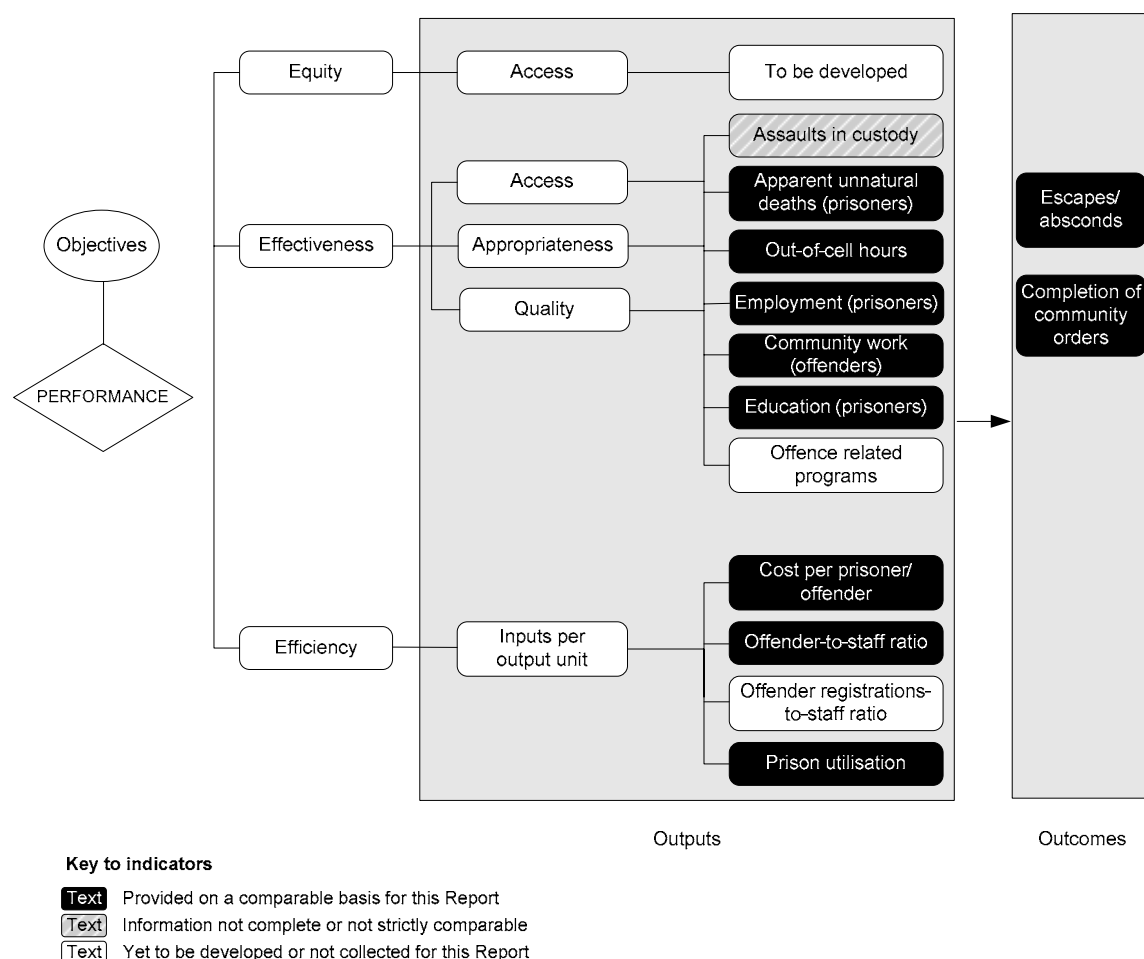 Objectives
PERFORMANCE
Equity
Access
To be developed
Assaults in custody
Access
Apparent unnatural
deaths (prisoners)
Effectiveness
Appropriateness
Out-of-cell hours
Quality
Employment (prisoners)
Community work
(offenders)
Education (prisoners)
Offence related
programs
Escapes/
absconds
Completion of
community
orders
Efficiency
Inputs per
output unit
Cost per prisoner/
offender
Offender-to-staff ratio
Offender registrations-
to-staff ratio
Prison utilisation
Outputs
Outcomes
Key to indicators
Text Provided on a comparable basis for this Report
Text Information not complete or not strictly comparable
Text Yet to be developed or not collected for this Report